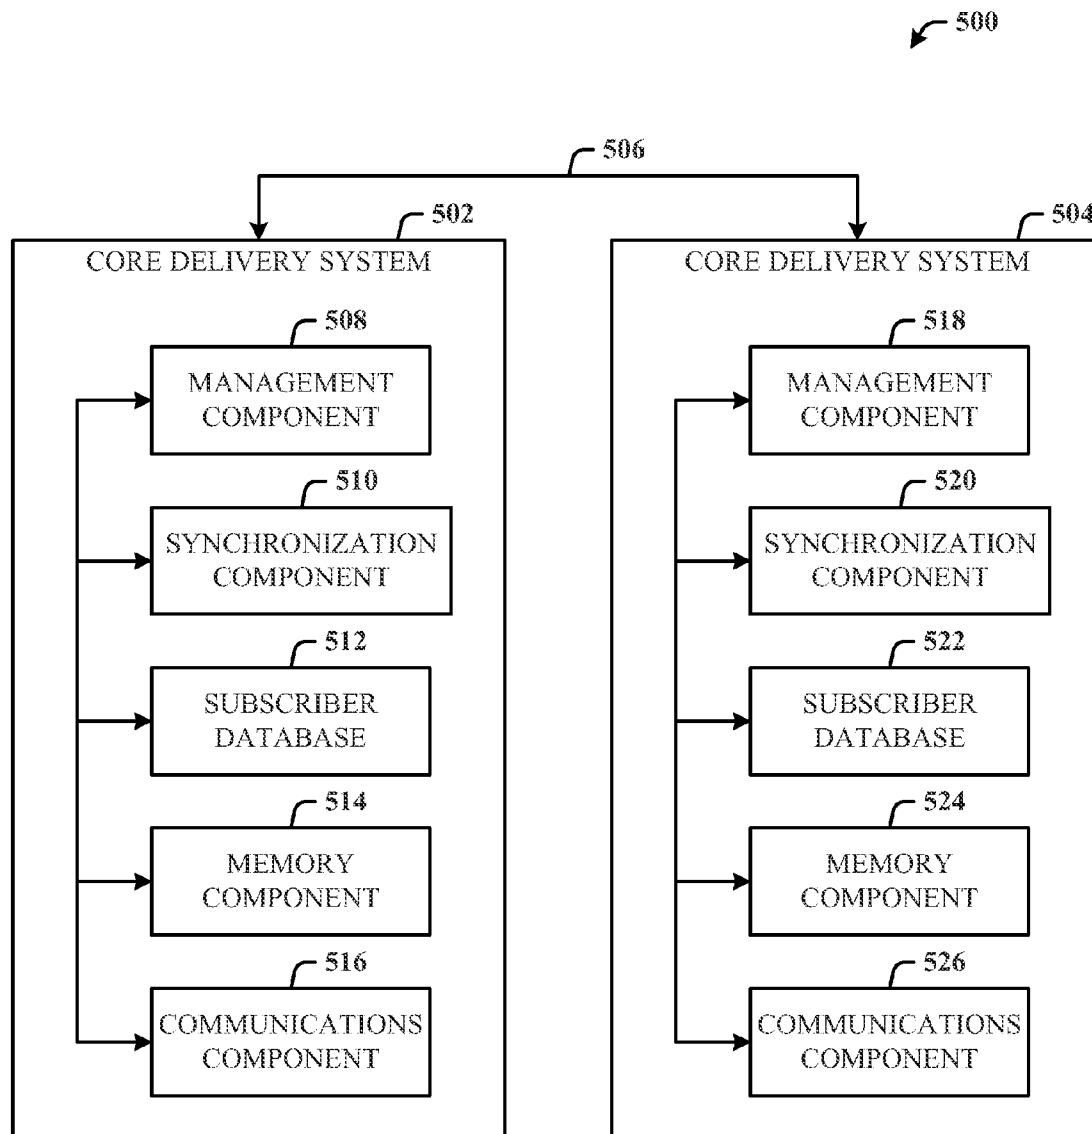 500
506
502
CORE DELIVERY SYSTEM
508
MANAGEMENT
COMPONENT
510
SYNCHRONIZATION
COMPONENT
512
SUBSCRIBER
DATABASE
514
MEMORY
COMPONENT
516
COMMUNICATIONS
COMPONENT
504
CORE DELIVERY SYSTEM
518
MANAGEMENT
COMPONENT
520
SYNCHRONIZATION
COMPONENT
522
SUBSCRIBER
DATABASE
524
MEMORY
COMPONENT
526
COMMUNICATIONS
COMPONENT